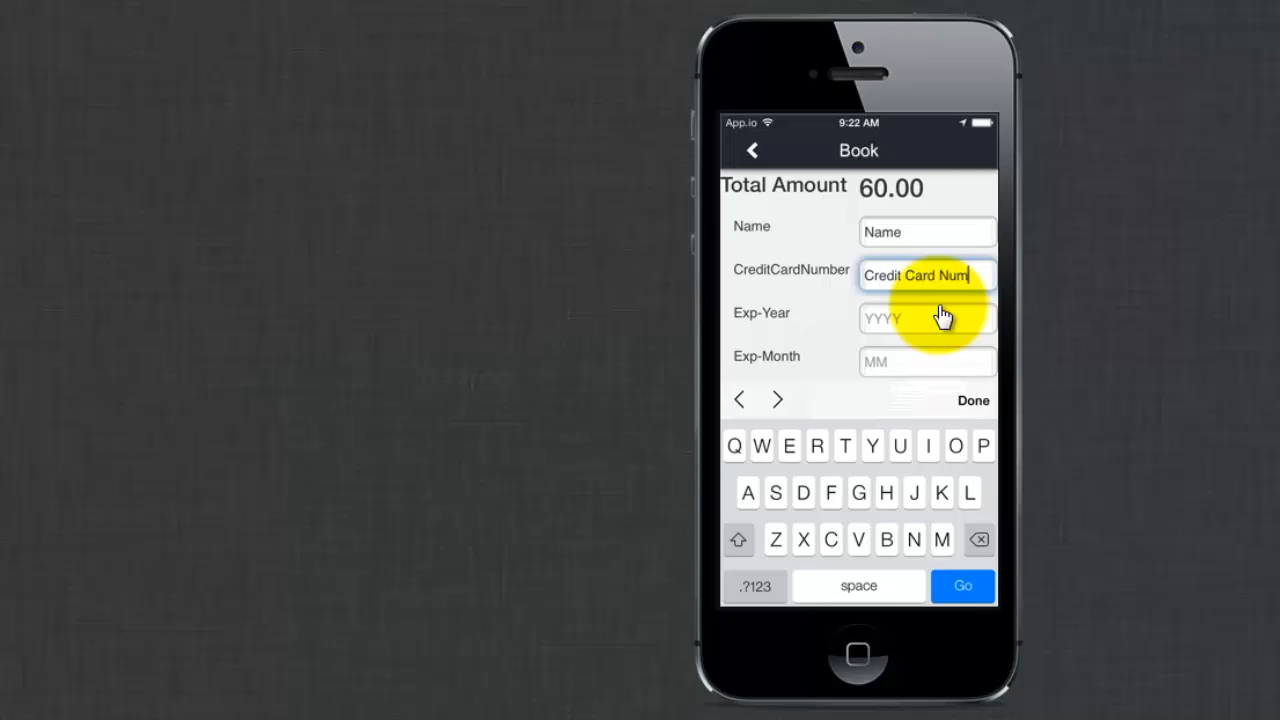 App.io 9:22 AM
Book
Total Amount 60.00
Name Name
CreditCardNumber Credit Card Num
Exp-Year YYYY
Exp-Month MM
Done
Q W E R T Y U I O P
A S D F G H J K L
Z X C V B N M
.?123 space Go